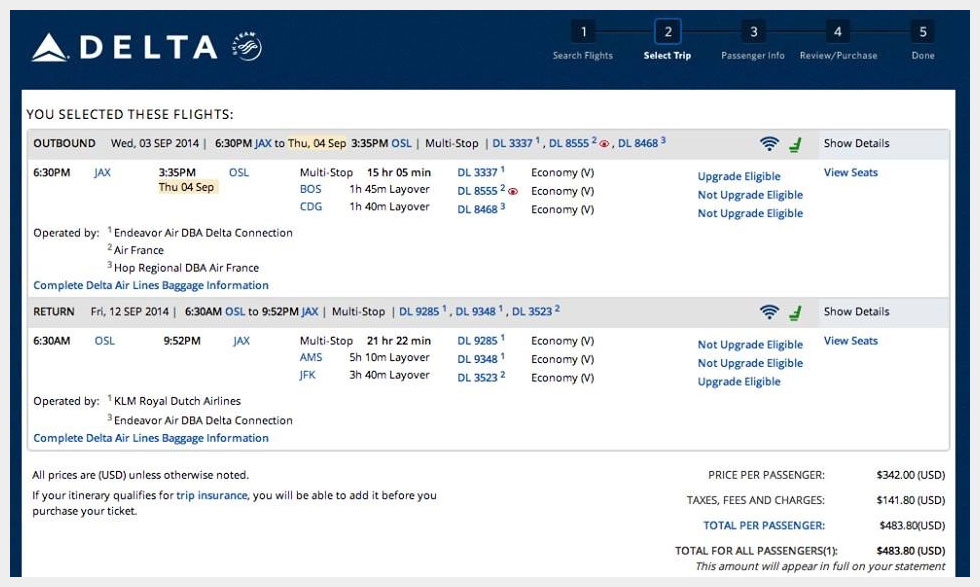 DELTA SKYTEAM
1 2 3 4 5
Search Flights Select Trip Passenger Info Review/Purchase Done
YOU SELECTED THESE FLIGHTS:
OUTBOUND Wed, 03 SEP 2014 | 6:30PM JAX to Thu, 04 Sep 3:35PM OSL | Multi-Stop | DL 3337 1 , DL 8555 2 , DL 8468 3 Show Details
6:30PM JAX 3:35PM OSL Multi-Stop 15 hr 05 min DL 3337 1 Economy (V) Upgrade Eligible View Seats
Thu 04 Sep BOS 1h 45m Layover DL 8555 2 Economy (V) Not Upgrade Eligible
CDG 1h 40m Layover DL 8468 3 Economy (V) Not Upgrade Eligible
Operated by: 1 Endeavor Air DBA Delta Connection
2 Air France
3 Hop Regional DBA Air France
Complete Delta Air Lines Baggage Information
RETURN Fri, 12 SEP 2014 | 6:30AM OSL to 9:52PM JAX | Multi-Stop | DL 9285 1 , DL 9348 1 , DL 3523 2 Show Details
6:30AM OSL 9:52PM JAX Multi-Stop 21 hr 22 min DL 9285 1 Economy (V) Not Upgrade Eligible View Seats
AMS 5h 10m Layover DL 9348 1 Economy (V) Not Upgrade Eligible
JFK 3h 40m Layover DL 3523 2 Economy (V) Upgrade Eligible
Operated by: 1 KLM Royal Dutch Airlines
3 Endeavor Air DBA Delta Connection
Complete Delta Air Lines Baggage Information
All prices are (USD) unless otherwise noted.
If your itinerary qualifies for trip insurance, you will be able to add it before you
purchase your ticket.
PRICE PER PASSENGER: $342.00 (USD)
TAXES, FEES AND CHARGES: $141.80 (USD)
TOTAL PER PASSENGER: $483.80(USD)
TOTAL FOR ALL PASSENGERS(1): $483.80 (USD)
This amount will appear in full on your statement